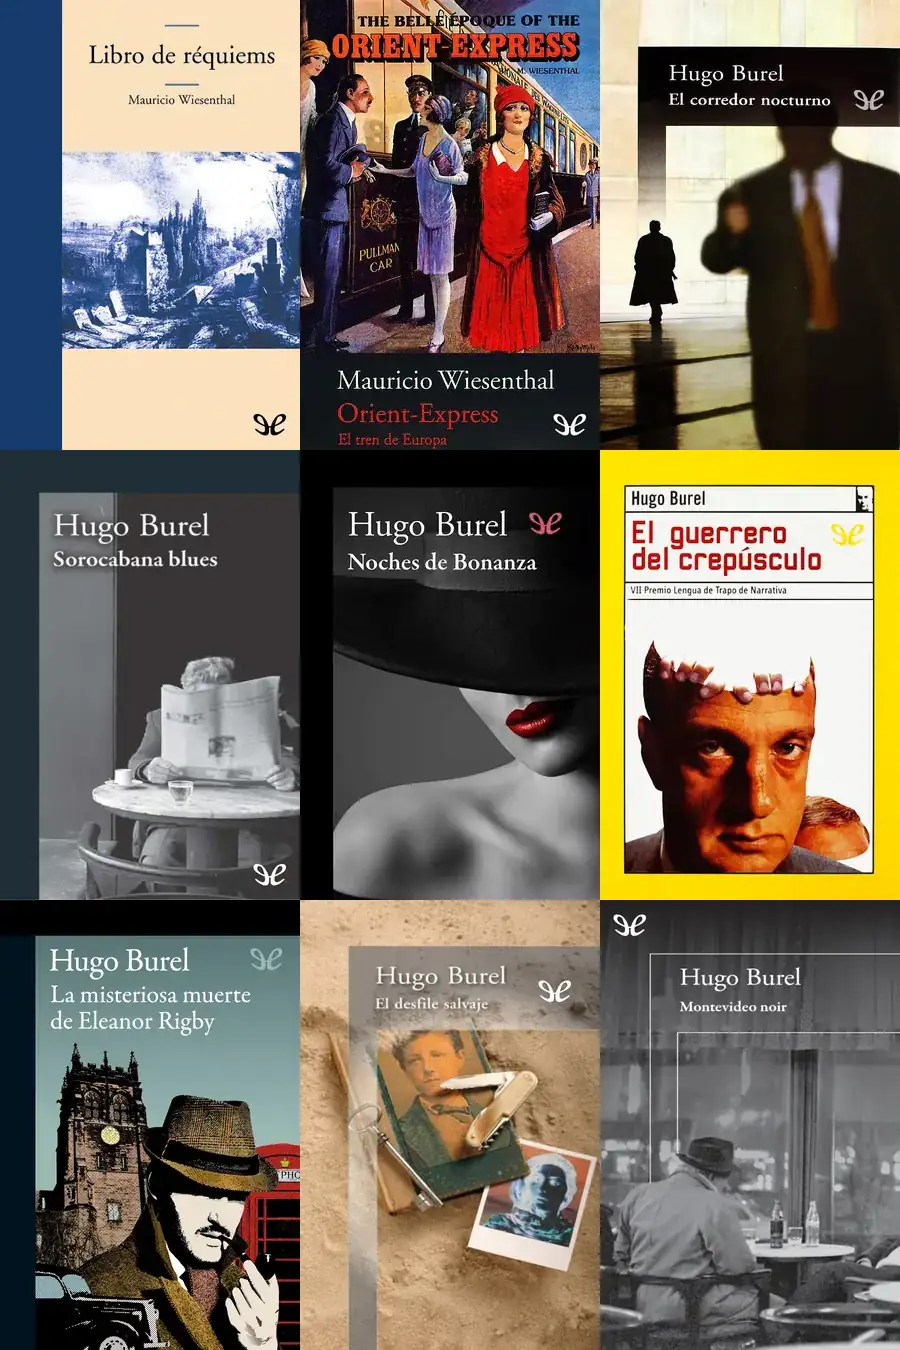 Libro de réquiems
Mauricio Wiesenthal
THE BELLE ÉPOQUE OF THE
ORIENT-EXPRESS
M. WIESENTHAL
PULLMAN
CAR
Mauricio Wiesenthal
Orient-Express
El tren de Europa
Hugo Burel
El corredor nocturno
Hugo Burel
Sorocabana blues
Hugo Burel
Noches de Bonanza
Hugo Burel
El guerrero
del crepúsculo
VII Premio Lengua de Trapo de Narrativa
Hugo Burel
La misteriosa muerte
de Eleanor Rigby
PHO
Hugo Burel
El desfile salvaje
Hugo Burel
Montevideo noir